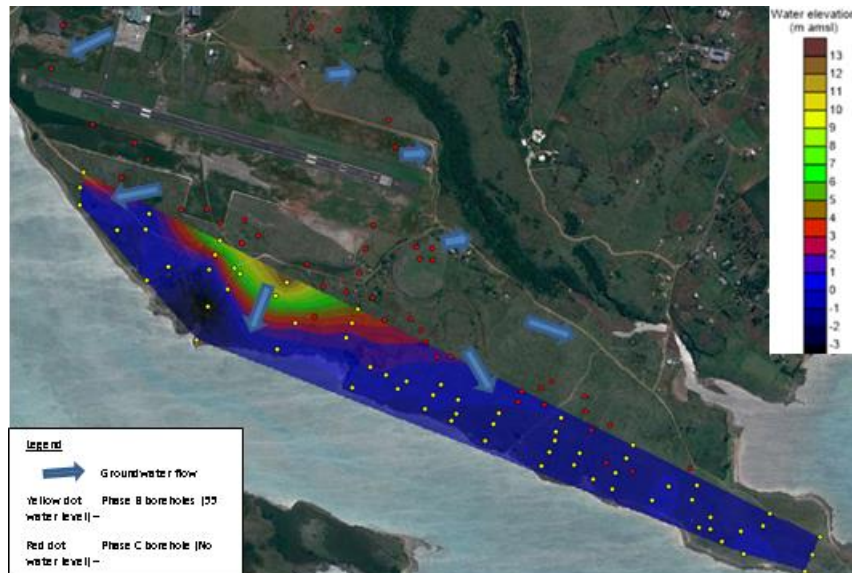 Water elevation
(m amsl)
13
12
11
10
9
8
7
6
5
4
3
2
1
0
-1
-2
-3
Legend
Groundwater flow
Yellow dot Phase B boreholes (55
water level) –
Red dot Phase C borehole (No
water level) –